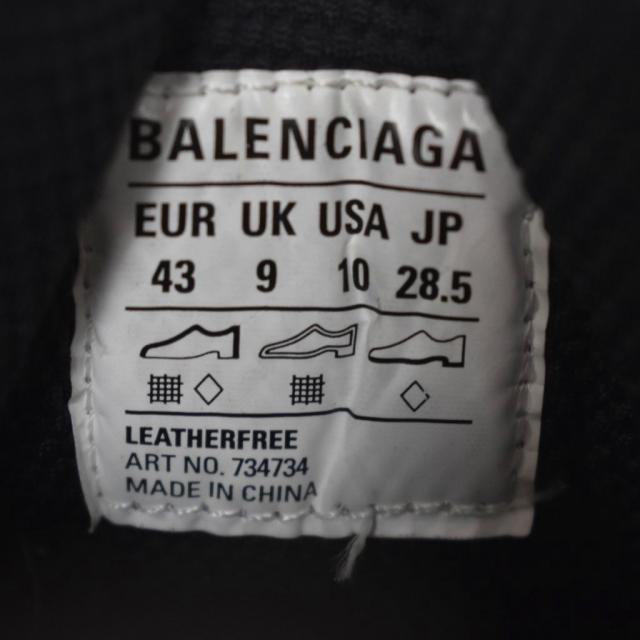 BALENCIAGA
EUR UK USA JP
43 9 10 28.5
LEATHERFREE
ART NO. 734734
MADE IN CHINA